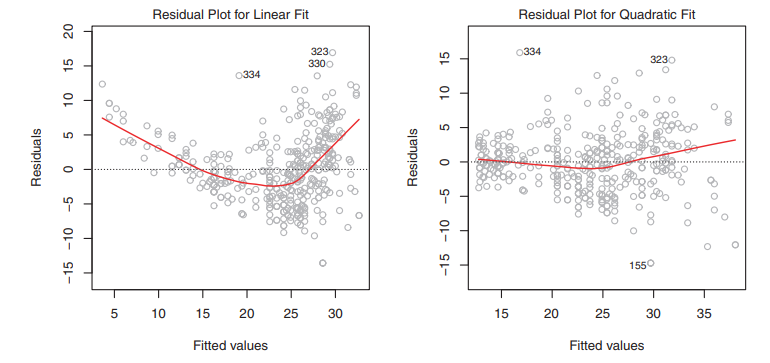 Residual Plot for Linear Fit
20
15
10
5
0
−5
−10
−15
Residuals
323
330
334
5 10 15 20 25 30
Fitted values
Residual Plot for Quadratic Fit
15
10
5
0
−5
−10
−15
Residuals
334
323
155
15 20 25 30 35
Fitted values